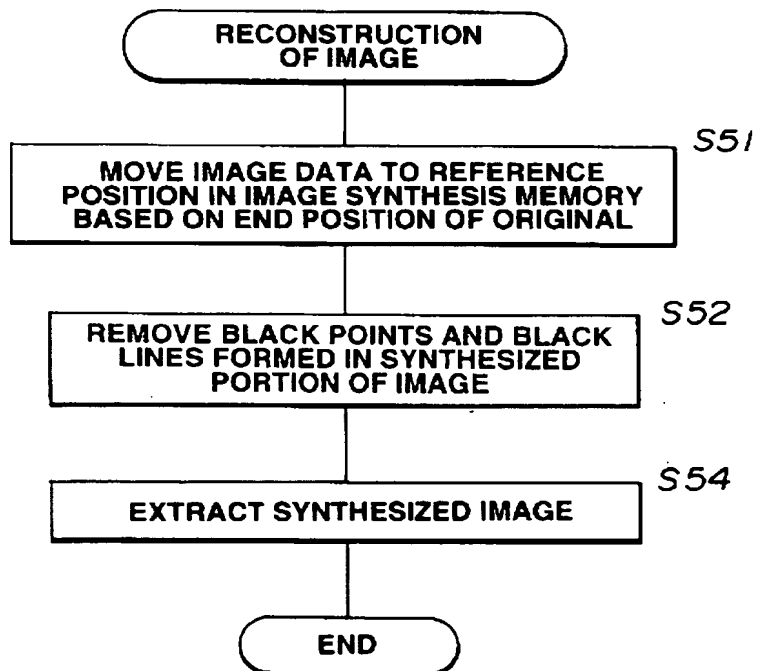 RECONSTRUCTION
OF IMAGE
S51
MOVE IMAGE DATA TO REFERENCE
POSITION IN IMAGE SYNTHESIS MEMORY
BASED ON END POSITION OF ORIGINAL
S52
REMOVE BLACK POINTS AND BLACK
LINES FORMED IN SYNTHESIZED
PORTION OF IMAGE
S54
EXTRACT SYNTHESIZED IMAGE
END